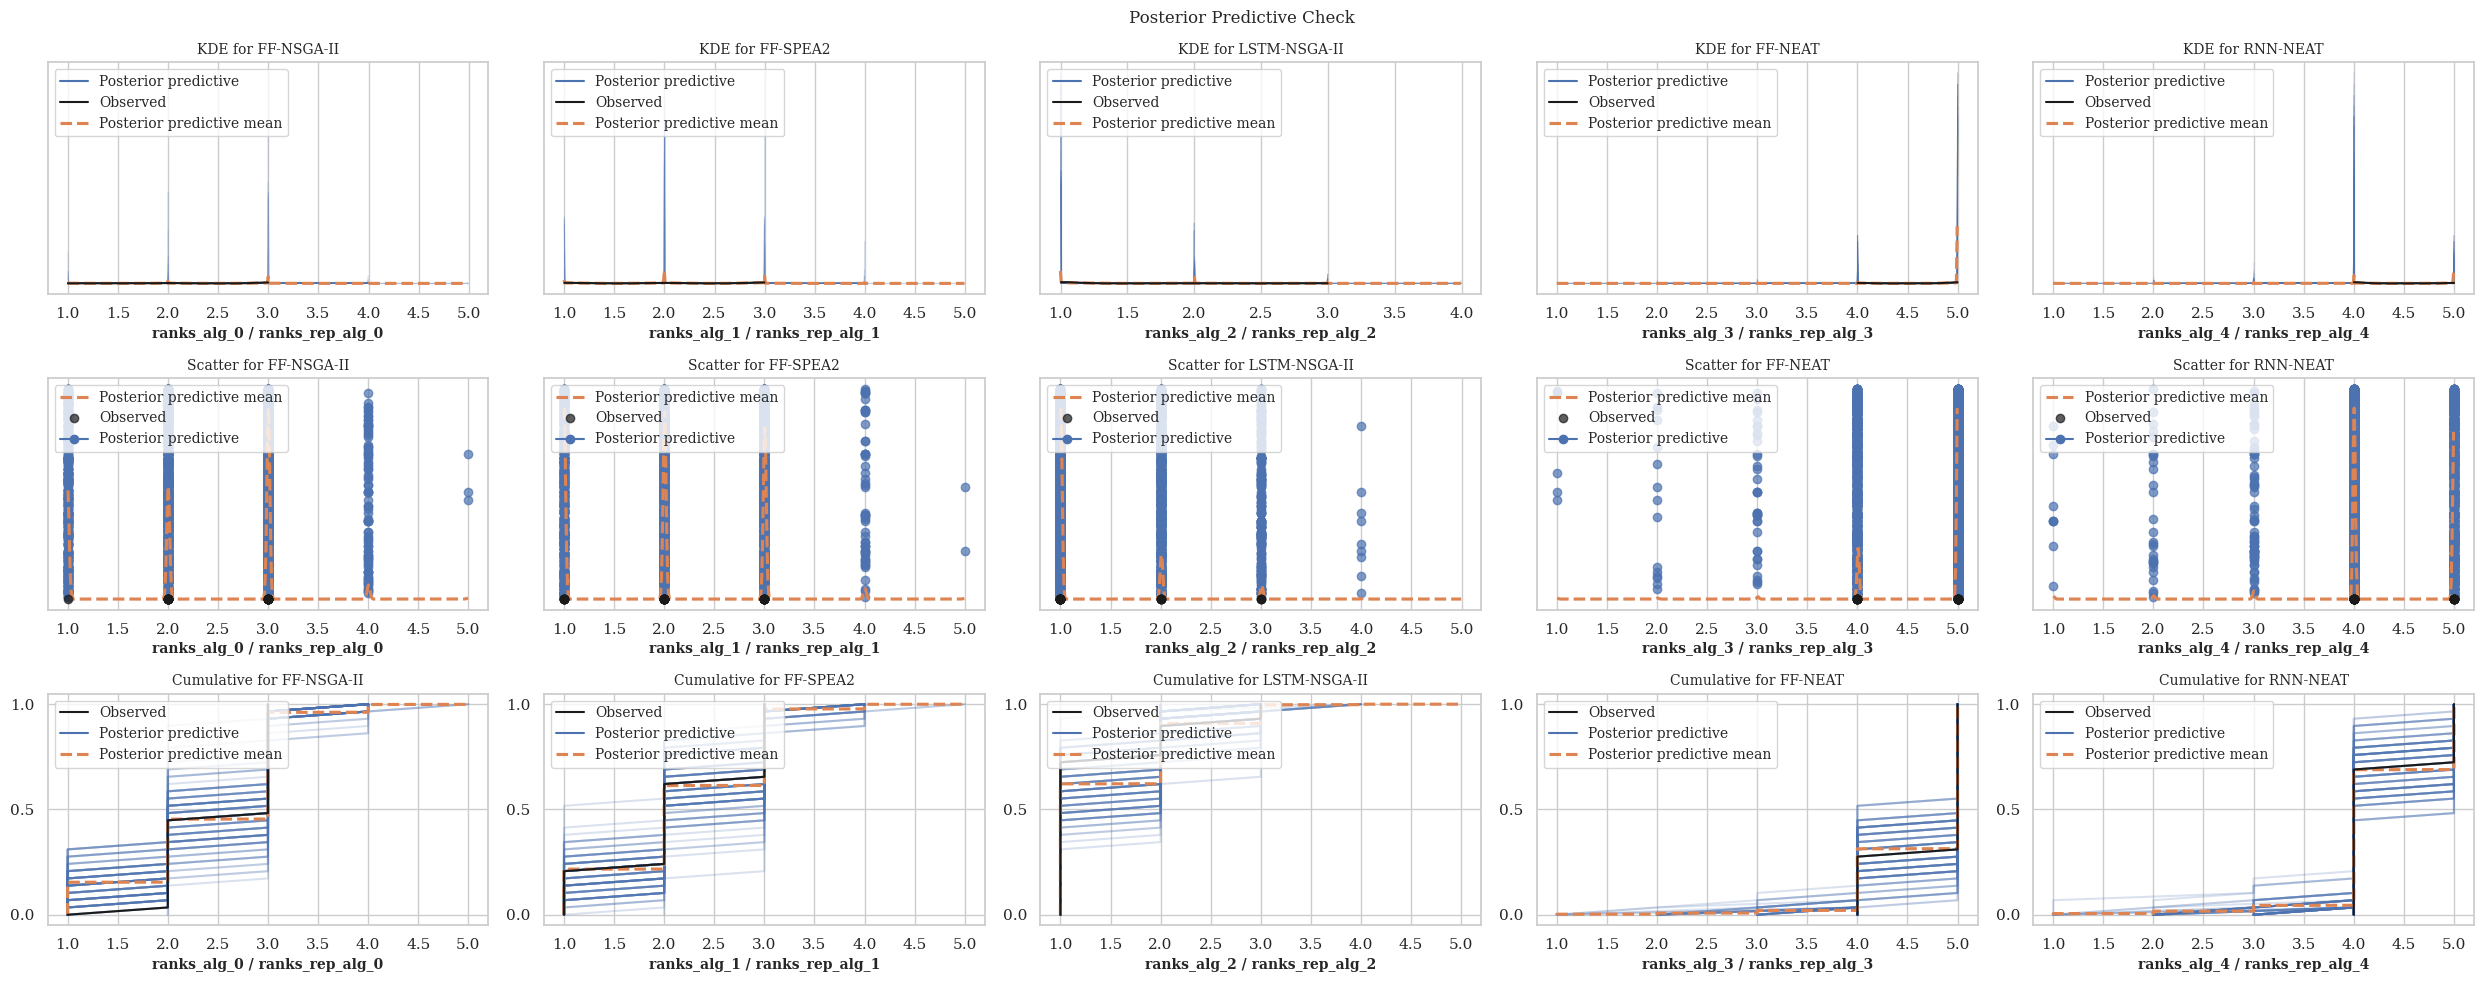 Posterior Predictive Check
KDE for FF-NSGA-II
Posterior predictive
Observed
Posterior predictive mean
1.0 1.5 2.0 2.5 3.0 3.5 4.0 4.5 5.0
ranks_alg_0 / ranks_rep_alg_0
KDE for FF-SPEA2
Posterior predictive
Observed
Posterior predictive mean
1.0 1.5 2.0 2.5 3.0 3.5 4.0 4.5 5.0
ranks_alg_1 / ranks_rep_alg_1
KDE for LSTM-NSGA-II
Posterior predictive
Observed
Posterior predictive mean
1.0 1.5 2.0 2.5 3.0 3.5 4.0
ranks_alg_2 / ranks_rep_alg_2
KDE for FF-NEAT
Posterior predictive
Observed
Posterior predictive mean
1.0 1.5 2.0 2.5 3.0 3.5 4.0 4.5 5.0
ranks_alg_3 / ranks_rep_alg_3
KDE for RNN-NEAT
Posterior predictive
Observed
Posterior predictive mean
1.0 1.5 2.0 2.5 3.0 3.5 4.0 4.5 5.0
ranks_alg_4 / ranks_rep_alg_4
Scatter for FF-NSGA-II
Posterior predictive mean
Observed
Posterior predictive
1.0 1.5 2.0 2.5 3.0 3.5 4.0 4.5 5.0
ranks_alg_0 / ranks_rep_alg_0
Scatter for FF-SPEA2
Posterior predictive mean
Observed
Posterior predictive
1.0 1.5 2.0 2.5 3.0 3.5 4.0 4.5 5.0
ranks_alg_1 / ranks_rep_alg_1
Scatter for LSTM-NSGA-II
Posterior predictive mean
Observed
Posterior predictive
1.0 1.5 2.0 2.5 3.0 3.5 4.0 4.5 5.0
ranks_alg_2 / ranks_rep_alg_2
Scatter for FF-NEAT
Posterior predictive mean
Observed
Posterior predictive
1.0 1.5 2.0 2.5 3.0 3.5 4.0 4.5 5.0
ranks_alg_3 / ranks_rep_alg_3
Scatter for RNN-NEAT
Posterior predictive mean
Observed
Posterior predictive
1.0 1.5 2.0 2.5 3.0 3.5 4.0 4.5 5.0
ranks_alg_4 / ranks_rep_alg_4
Cumulative for FF-NSGA-II
1.0
0.5
0.0
Observed
Posterior predictive
Posterior predictive mean
1.0 1.5 2.0 2.5 3.0 3.5 4.0 4.5 5.0
ranks_alg_0 / ranks_rep_alg_0
Cumulative for FF-SPEA2
1.0
0.5
0.0
Observed
Posterior predictive
Posterior predictive mean
1.0 1.5 2.0 2.5 3.0 3.5 4.0 4.5 5.0
ranks_alg_1 / ranks_rep_alg_1
Cumulative for LSTM-NSGA-II
1.0
0.5
0.0
Observed
Posterior predictive
Posterior predictive mean
1.0 1.5 2.0 2.5 3.0 3.5 4.0 4.5 5.0
ranks_alg_2 / ranks_rep_alg_2
Cumulative for FF-NEAT
1.0
0.5
0.0
Observed
Posterior predictive
Posterior predictive mean
1.0 1.5 2.0 2.5 3.0 3.5 4.0 4.5 5.0
ranks_alg_3 / ranks_rep_alg_3
Cumulative for RNN-NEAT
1.0
0.5
0.0
Observed
Posterior predictive
Posterior predictive mean
1.0 1.5 2.0 2.5 3.0 3.5 4.0 4.5 5.0
ranks_alg_4 / ranks_rep_alg_4